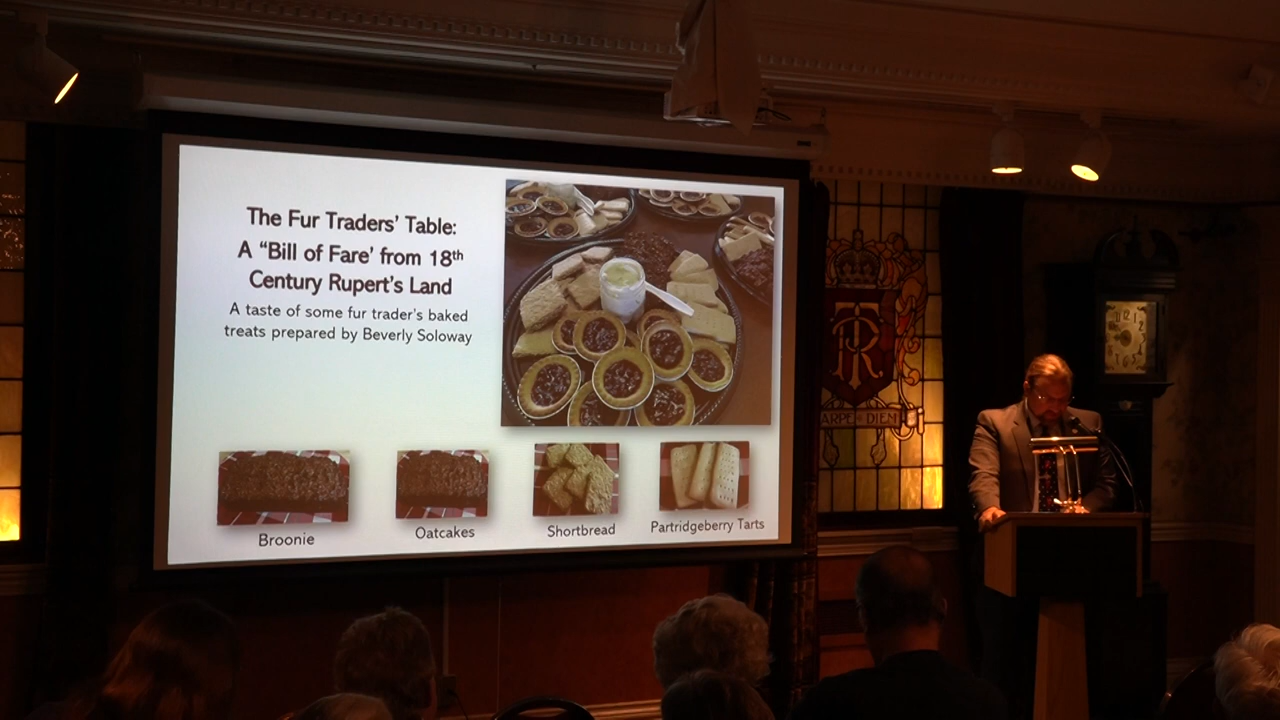 The Fur Traders' Table:
A “Bill of Fare’ from 18th
Century Rupert's Land
A taste of some fur trader's baked
treats prepared by Beverly Soloway
Broonie
Oatcakes
Shortbread
Partridgeberry Tarts
ARPE DIEM